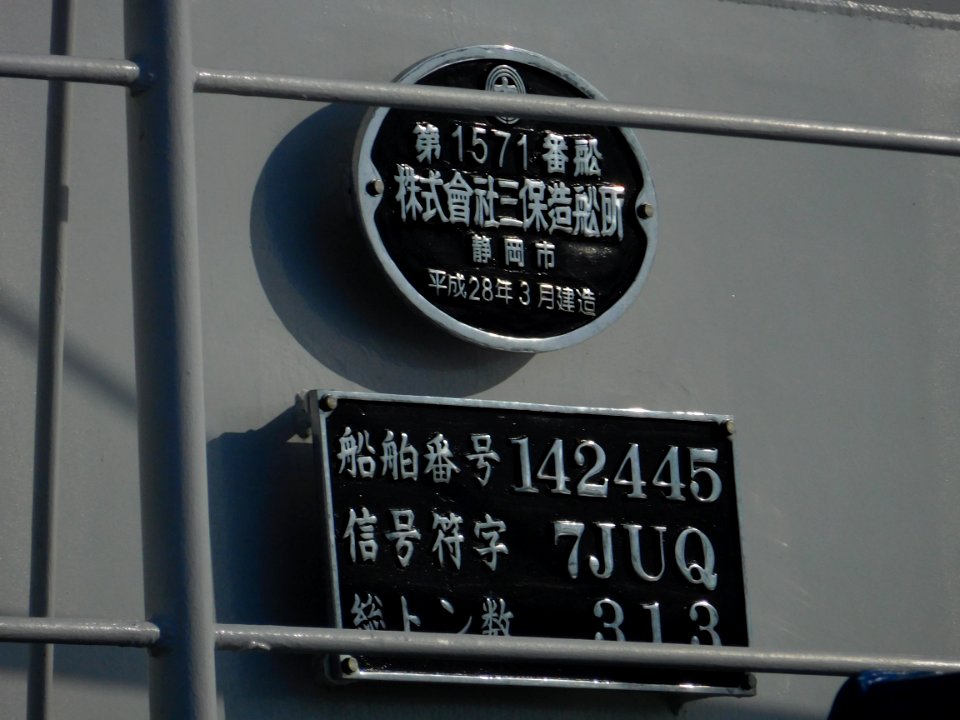 第1571番舩
株式會社三保造舩所
静岡市
平成28年3月建造
船舶番号 142445
信号符字 7JUQ
総トン数 313